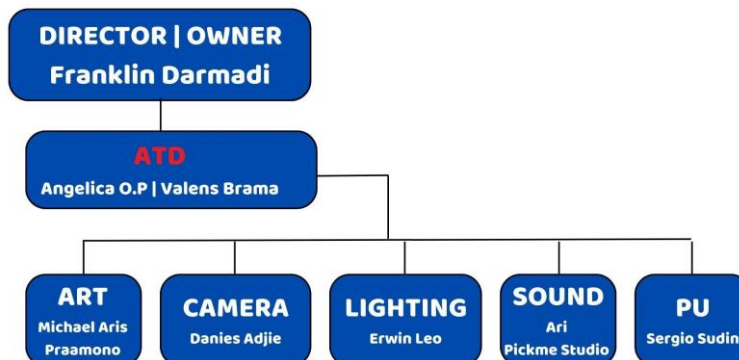 DIRECTOR | OWNER
Franklin Darmadi
ATD
Angelica O.P | Valens Brama
ART
Michael Aris
Praamono
CAMERA
Danies Adjie
LIGHTING
Erwin Leo
SOUND
Ari
Pickme Studio
PU
Sergio Sudin